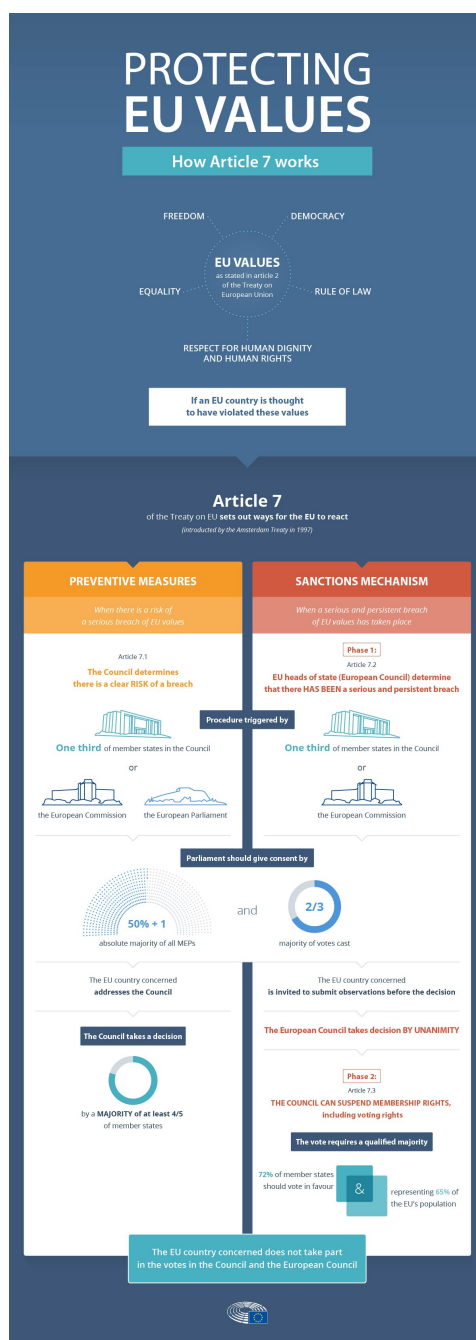 PROTECTING
EU VALUES
How Article 7 works
FREEDOM
DEMOCRACY
EU VALUES
as stated in article 2
of the Treaty on
European Union
EQUALITY
RULE OF LAW
RESPECT FOR HUMAN DIGNITY
AND HUMAN RIGHTS
If an EU country is thought
to have violated these values
Article 7
of the Treaty on EU sets out ways for the EU to react
(introducted by the Amsterdam Treaty in 1997)
PREVENTIVE MEASURES
When there is a risk of
a serious breach of EU values
Article 7.1
The Council determines
there is a clear RISK of a breach
SANCTIONS MECHANISM
When a serious and persistent breach
of EU values has taken place
Phase 1:
Article 7.2
EU heads of state (European Council) determine
that there HAS BEEN a serious and persistent breach
Procedure triggered by
One third of member states in the Council
or
the European Commission
the European Parliament
One third of member states in the Council
or
the European Commission
Parliament should give consent by
50% + 1
absolute majority of all MEPs
and
2/3
majority of votes cast
The EU country concerned
addresses the Council
The Council takes a decision
by a MAJORITY of at least 4/5
of member states
The EU country concerned
is invited to submit observations before the decision
The European Council takes decision BY UNANIMITY
Phase 2:
Article 7.3
THE COUNCIL CAN SUSPEND MEMBERSHIP RIGHTS,
including voting rights
The vote requires a qualified majority
72% of member states
should vote in favour
&
representing 65% of
the EU's population
The EU country concerned does not take part
in the votes in the Council and the European Council